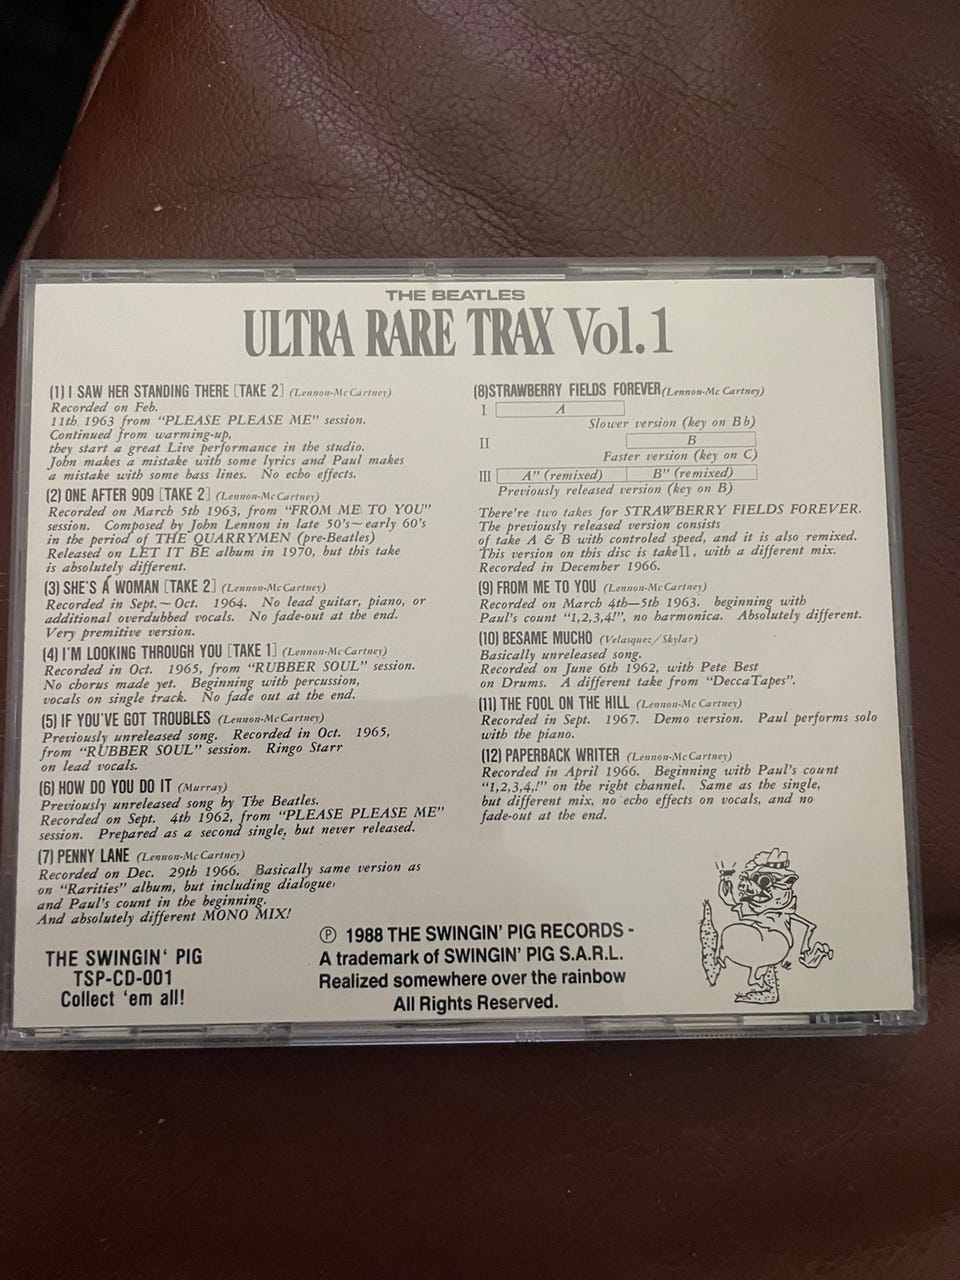 THE BEATLES
ULTRA RARE TRAX Vol.1
(1) I SAW HER STANDING THERE [TAKE 2] (Lennon-Mc Cartney)
Recorded on Feb.
11th 1963 from “PLEASE PLEASE ME” session.
Continued from warming-up,
they start a great Live performance in the studio.
John makes a mistake with some lyrics and Paul makes
a mistake with some bass lines. No echo effects.
(2) ONE AFTER 909 [TAKE 2] (Lennon-Mc Cartney)
Recorded on March 5th 1963, from “FROM ME TO YOU”
session. Composed by John Lennon in late 50's~early 60's
in the period of THE QUARRYMEN (pre-Beatles)
Released on LET IT BE album in 1970, but this take
is absolutely different.
(3) SHE'S A WOMAN [TAKE 2] (Lennon-Mc Cartney)
Recorded in Sept.~Oct. 1964. No lead guitar, piano, or
additional overdubbed vocals. No fade-out at the end.
Very premitive version.
(4) I'M LOOKING THROUGH YOU [TAKE 1] (Lennon-Mc Cartney)
Recorded in Oct. 1965, from “RUBBER SOUL” session.
No chorus made yet. Beginning with percussion,
vocals on single track. No fade out at the end.
(5) IF YOU'VE GOT TROUBLES (Lennon-Mc Cartney)
Previously unreleased song. Recorded in Oct. 1965,
from “RUBBER SOUL” session. Ringo Starr
on lead vocals.
(6) HOW DO YOU DO IT (Murray)
Previously unreleased song by The Beatles.
Recorded on Sept. 4th 1962, from “PLEASE PLEASE ME”
session. Prepared as a second single, but never released.
(7) PENNY LANE (Lennon-Mc Cartney)
Recorded on Dec. 29th 1966. Basically same version as
on “Rarities” album, but including dialogue,
and Paul's count in the beginning.
And absolutely different MONO MIX!
(8)STRAWBERRY FIELDS FOREVER(Lennon-Mc Cartney)
I A
Slower version (key on Bb)
II B
Faster version (key on C)
III A” (remixed) B” (remixed)
Previously released version (key on B)
There're two takes for STRAWBERRY FIELDS FOREVER.
The previously released version consists
of take A & B with controled speed, and it is also remixed.
This version on this disc is take II, with a different mix.
Recorded in December 1966.
(9) FROM ME TO YOU (Lennon-McCartney)
Recorded on March 4th—5th 1963. beginning with
Paul's count “1,2,3,4!”, no harmonica. Absolutely different.
(10) BESAME MUCHO (Velasquez/Skylar)
Basically unreleased song.
Recorded on June 6th 1962, with Pete Best
on Drums. A different take from “Decca Tapes”.
(11) THE FOOL ON THE HILL (Lennon-Mc Cartney)
Recorded in Sept. 1967. Demo version. Paul performs solo
with the piano.
(12) PAPERBACK WRITER (Lennon-Mc Cartney)
Recorded in April 1966. Beginning with Paul's count
“1,2,3,4,!” on the right channel. Same as the single,
but different mix, no echo effects on vocals, and no
fade-out at the end.
THE SWINGIN' PIG
TSP-CD-001
Collect 'em all!
Ⓟ 1988 THE SWINGIN' PIG RECORDS -
A trademark of SWINGIN' PIG S.A.R.L.
Realized somewhere over the rainbow
All Rights Reserved.